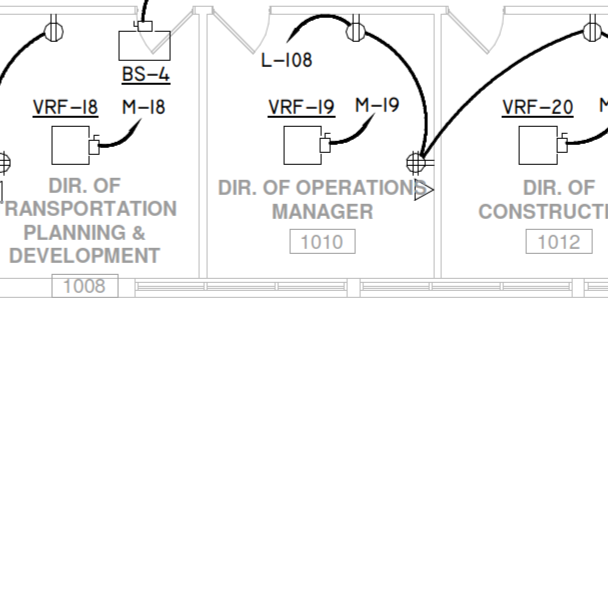 L-108
BS-4
VRF-18 M-18
VRF-19 M-19
VRF-20 M
DIR. OF
RANSPORTATION
PLANNING &
DEVELOPMENT
1008
DIR. OF OPERATIONS
MANAGER
1010
DIR. OF
CONSTRUCTI
1012